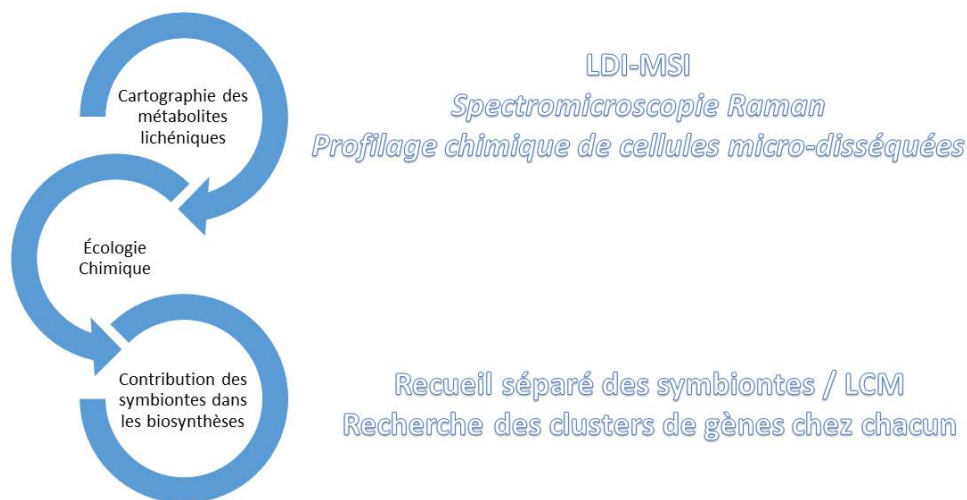 Cartographie des
métabolites
lichéniques
LDI-MSI
Spectromicroscopie Raman
Profilage chimique de cellules micro-disséquées
Écologie
Chimique
Contribution des
symbiontes dans
les biosynthèses
Recueil séparé des symbiontes / LCM
Recherche des clusters de gènes chez chacun